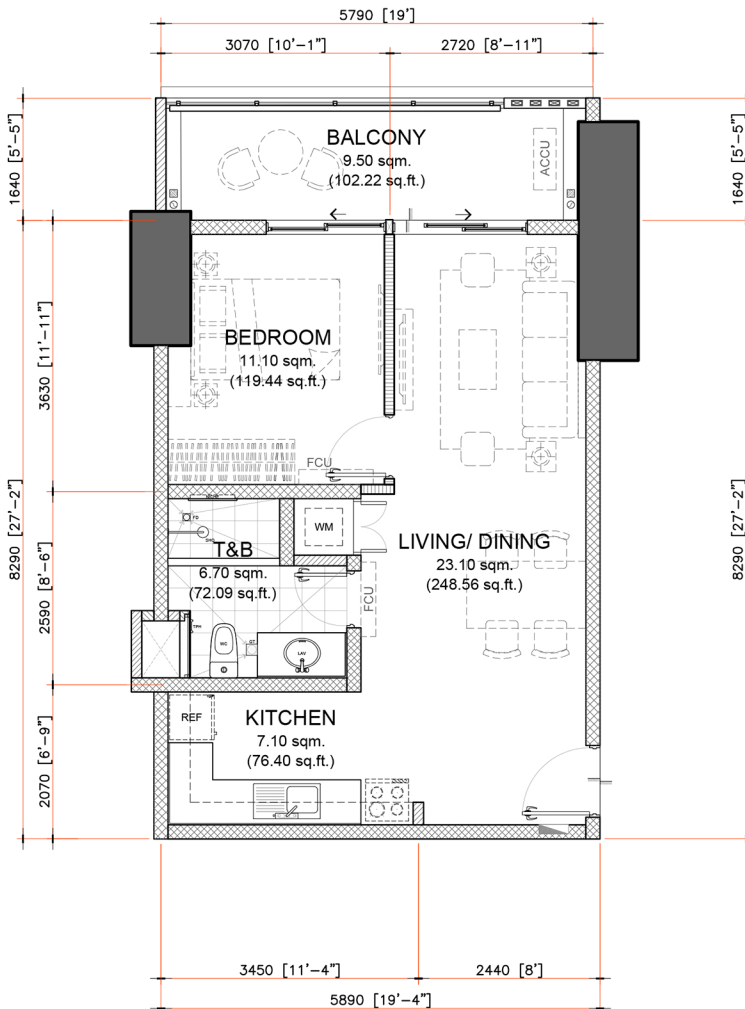 5790 [19']
3070 [10'-1"]
2720 [8'-11"]
1640 [5'-5"]
1640 [5'-5"]
BALCONY
9.50 sqm.
(102.22 sq.ft.)
ACCU
3630 [11'-11"]
BEDROOM
11.10 sqm.
(119.44 sq.ft.)
FCU
8290 [27'-2"]
8290 [27'-2"]
2590 [8'-6"]
WM
FD
T&B
6.70 sqm.
(72.09 sq.ft.)
LIVING/ DINING
23.10 sqm.
(248.56 sq.ft.)
FCU
TPH
WC
GT
LAV
2070 [6'-9"]
REF
KITCHEN
7.10 sqm.
(76.40 sq.ft.)
3450 [11'-4"]
2440 [8']
5890 [19'-4"]